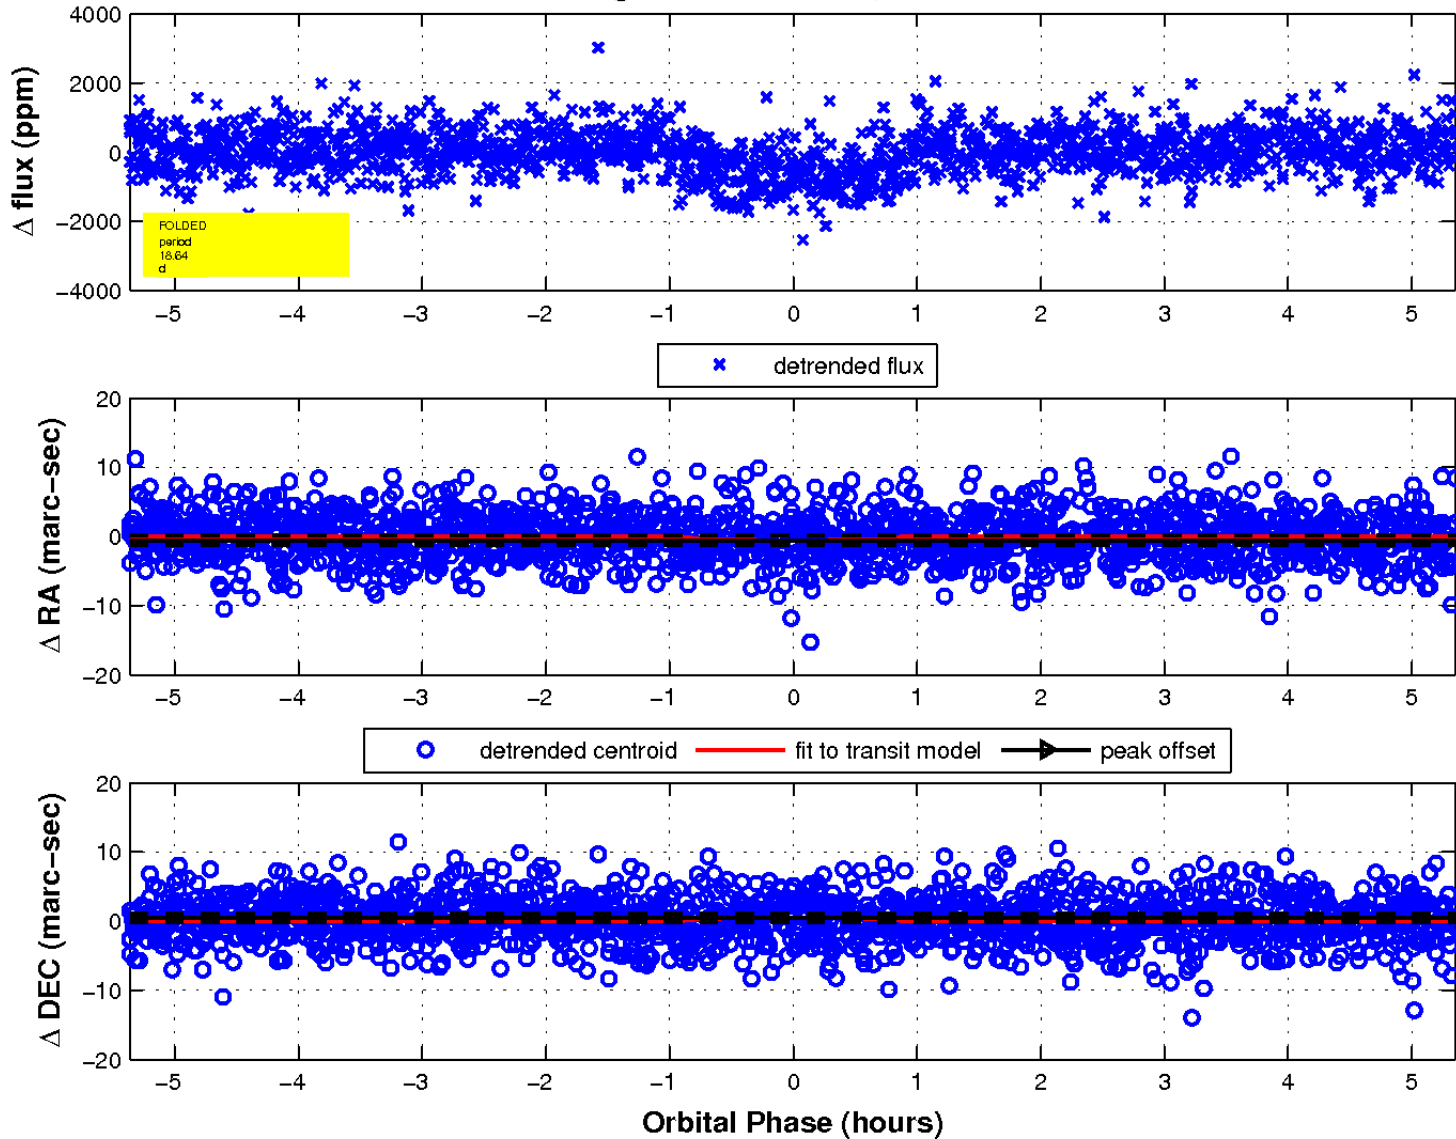 4000
2000
0
−2000
−4000
Δ flux (ppm)
FOLDED
period
18.64
d
−5 −4 −3 −2 −1 0 1 2 3 4 5
detrended flux
20
10
0
−10
−20
Δ RA (marc−sec)
−5 −4 −3 −2 −1 0 1 2 3 4 5
detrended centroid fit to transit model peak offset
20
10
0
−10
−20
Δ DEC (marc−sec)
−5 −4 −3 −2 −1 0 1 2 3 4 5
Orbital Phase (hours)